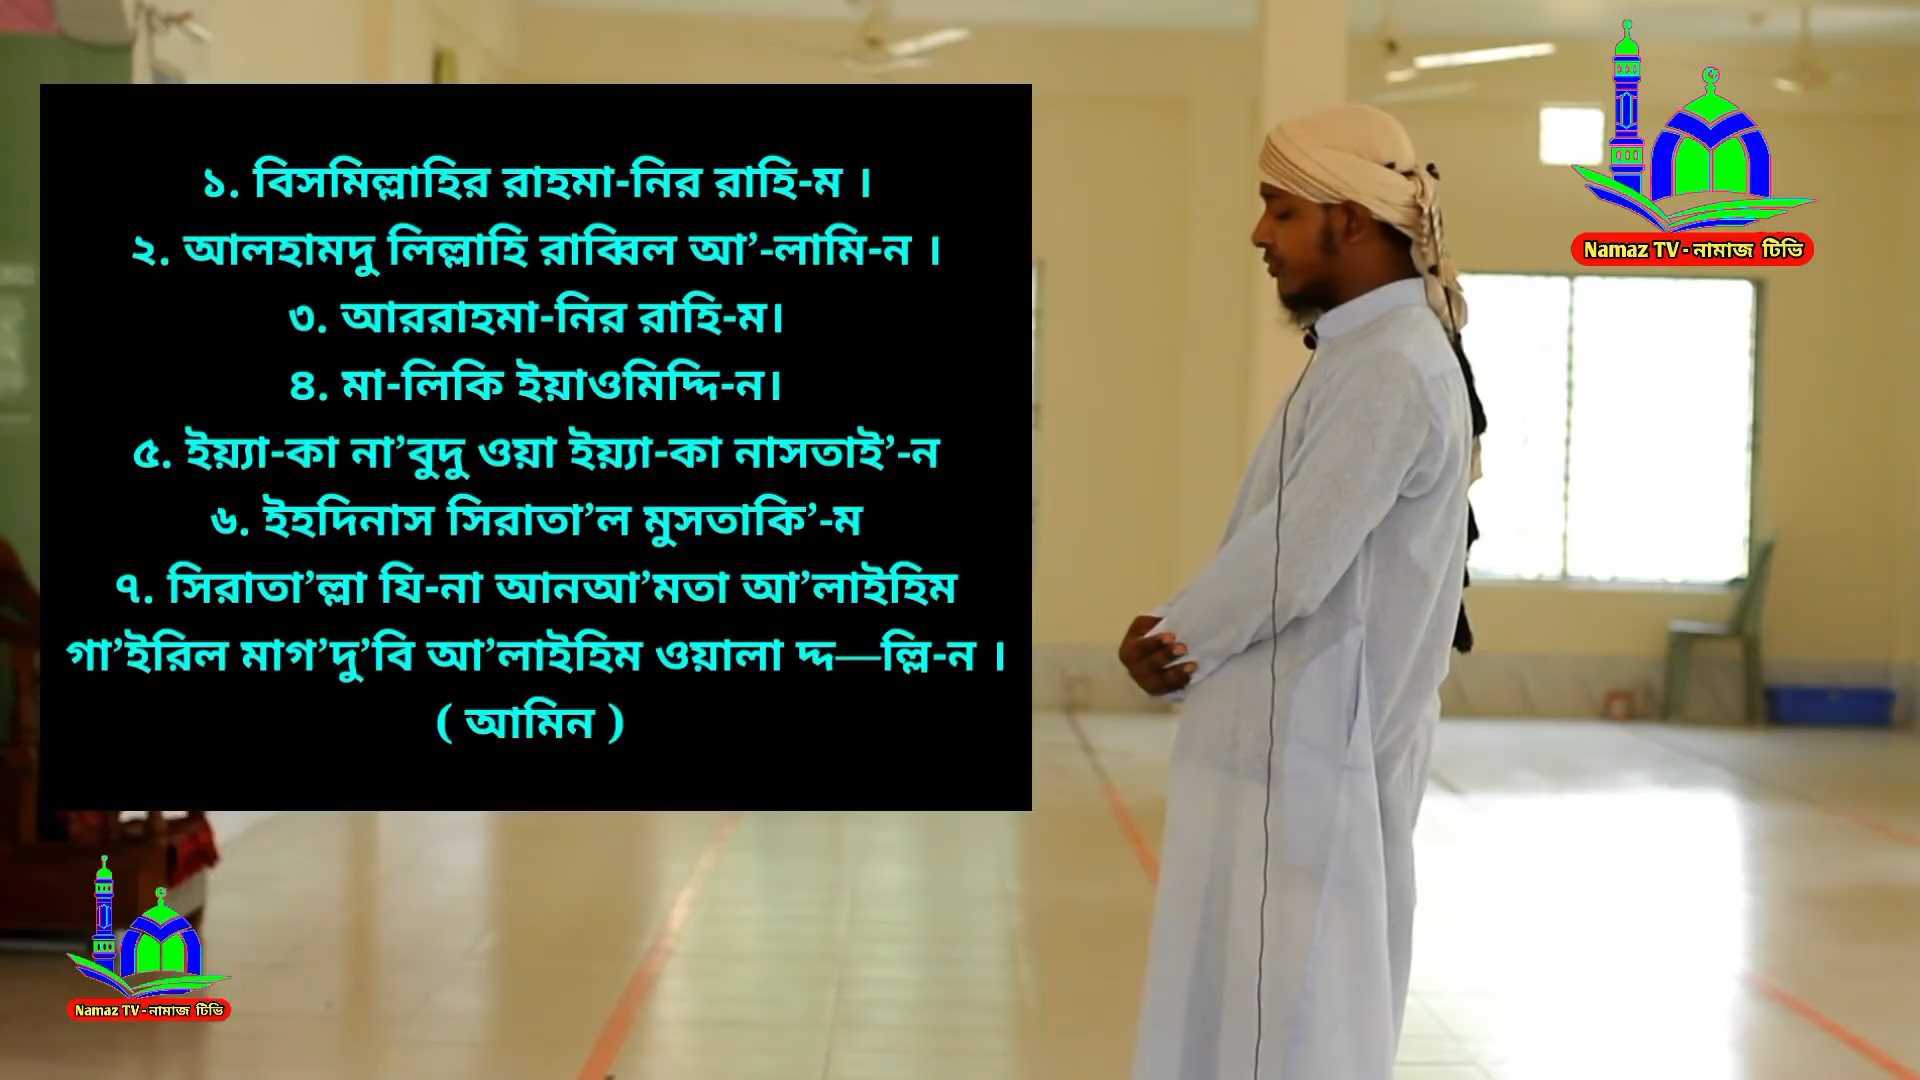 ১. বিসমিল্লাহির রাহমা-নির রাহি-ম ।
২. আলহামদু লিল্লাহি রাব্বিল আ’-লামি-ন ।
৩. আররাহমা-নির রাহি-ম।
৪. মা-লিকি ইয়াওমিদ্দি-ন।
৫. ইয়্যা-কা না’বুদু ওয়া ইয়্যা-কা নাসতাই’-ন
৬. ইহদিনাস সিরাতা’ল মুসতাকি’-ম
৭. সিরাতা’ল্লা যি-না আনআ’মতা আ’লাইহিম
গা’ইরিল মাগ’দু’বি আ’লাইহিম ওয়ালা দ্দ—ল্লি-ন ।
( আমিন )
Namaz TV - নামাজ টিভি
Namaz TV - নামাজ টিভি